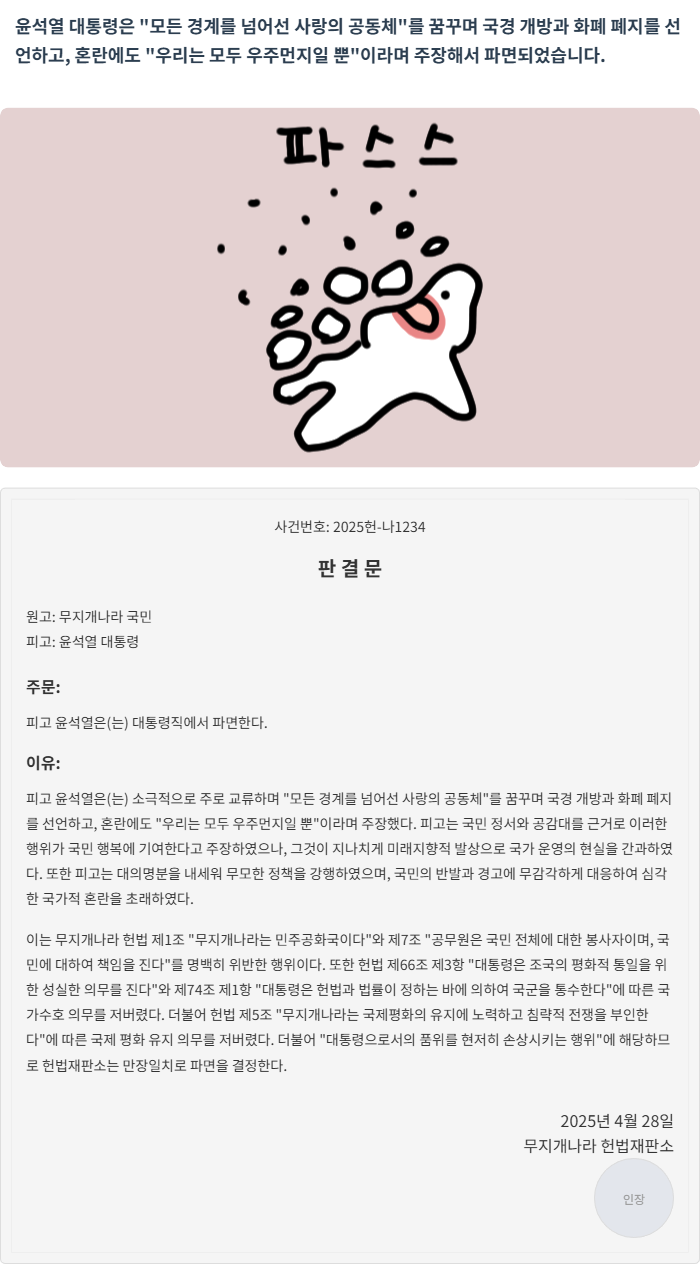 윤석열 대통령은 "모든 경계를 넘어선 사랑의 공동체"를 꿈꾸며 국경 개방과 화폐 폐지를 선
언하고, 혼란에도 "우리는 모두 우주먼지일 뿐"이라며 주장해서 파면되었습니다.
파 스 스
사건번호: 2025헌-나1234
판 결 문
원고: 무지개나라 국민
피고: 윤석열 대통령
주문:
피고 윤석열은(는) 대통령직에서 파면한다.
이유:
피고 윤석열은(는) 소극적으로 주로 교류하며 "모든 경계를 넘어선 사랑의 공동체"를 꿈꾸며 국경 개방과 화폐 폐지
를 선언하고, 혼란에도 "우리는 모두 우주먼지일 뿐"이라며 주장했다. 피고는 국민 정서와 공감대를 근거로 이러한
행위가 국민 행복에 기여한다고 주장하였으나, 그것이 지나치게 미래지향적 발상으로 국가 운영의 현실을 간과하였
다. 또한 피고는 대의명분을 내세워 무모한 정책을 강행하였으며, 국민의 반발과 경고에 무감각하게 대응하여 심각
한 국가적 혼란을 초래하였다.
이는 무지개나라 헌법 제1조 "무지개나라는 민주공화국이다"와 제7조 "공무원은 국민 전체에 대한 봉사자이며, 국
민에 대하여 책임을 진다"를 명백히 위반한 행위이다. 또한 헌법 제66조 제3항 "대통령은 조국의 평화적 통일을 위
한 성실한 의무를 진다"와 제74조 제1항 "대통령은 헌법과 법률이 정하는 바에 의하여 국군을 통수한다"에 따른 국
가수호 의무를 저버렸다. 더불어 헌법 제5조 "무지개나라는 국제평화의 유지에 노력하고 침략적 전쟁을 부인한
다"에 따른 국제 평화 유지 의무를 저버렸다. 더불어 "대통령으로서의 품위를 현저히 손상시키는 행위"에 해당하므
로 헌법재판소는 만장일치로 파면을 결정한다.
2025년 4월 28일
무지개나라 헌법재판소
인장